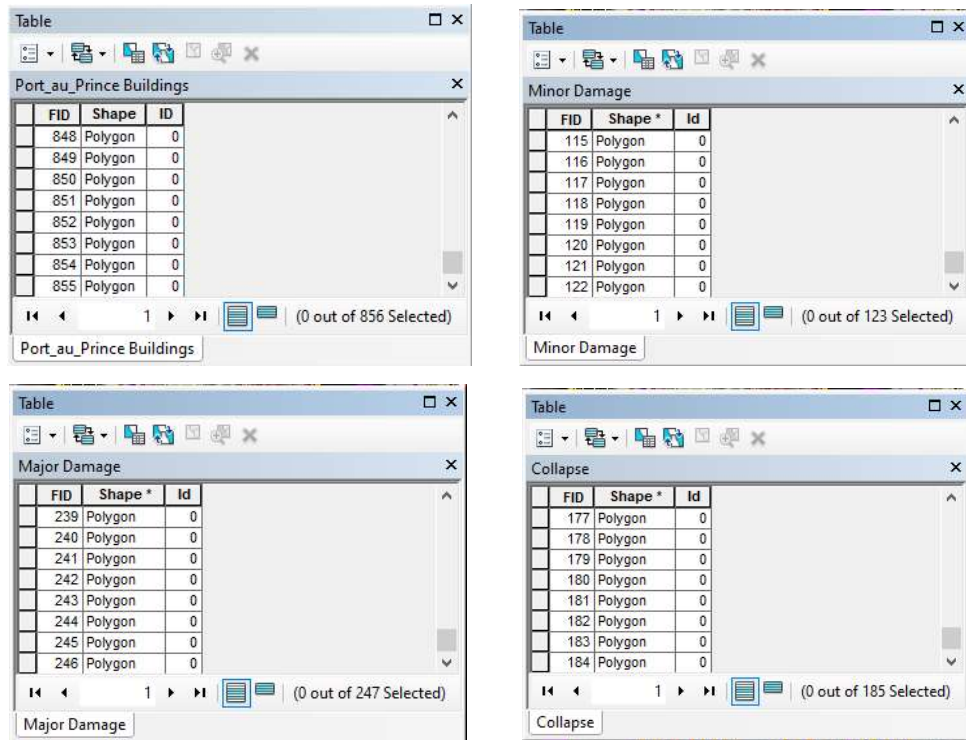 Table
Port_au_Prince Buildings
FID Shape ID
848 Polygon 0
849 Polygon 0
850 Polygon 0
851 Polygon 0
852 Polygon 0
853 Polygon 0
854 Polygon 0
855 Polygon 0
1 (0 out of 856 Selected)
Port_au_Prince Buildings
Table
Minor Damage
FID Shape * Id
115 Polygon 0
116 Polygon 0
117 Polygon 0
118 Polygon 0
119 Polygon 0
120 Polygon 0
121 Polygon 0
122 Polygon 0
1 (0 out of 123 Selected)
Minor Damage
Table
Major Damage
FID Shape * Id
239 Polygon 0
240 Polygon 0
241 Polygon 0
242 Polygon 0
243 Polygon 0
244 Polygon 0
245 Polygon 0
246 Polygon 0
1 (0 out of 247 Selected)
Major Damage
Table
Collapse
FID Shape * Id
177 Polygon 0
178 Polygon 0
179 Polygon 0
180 Polygon 0
181 Polygon 0
182 Polygon 0
183 Polygon 0
184 Polygon 0
1 (0 out of 185 Selected)
Collapse